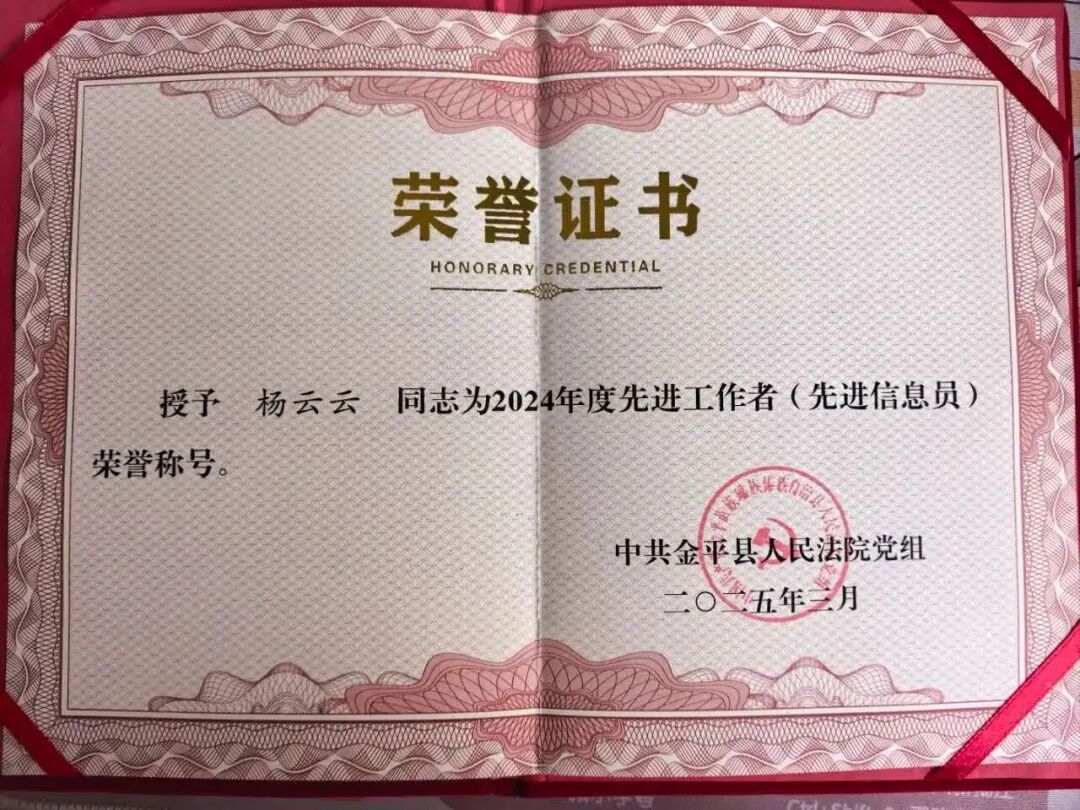 荣誉证书
HONORARY CREDENTIAL
授予 杨云云 同志为2024年度先进工作者（先进信息员）
荣誉称号。
中共金平县人民法院党组
二〇二五年三月